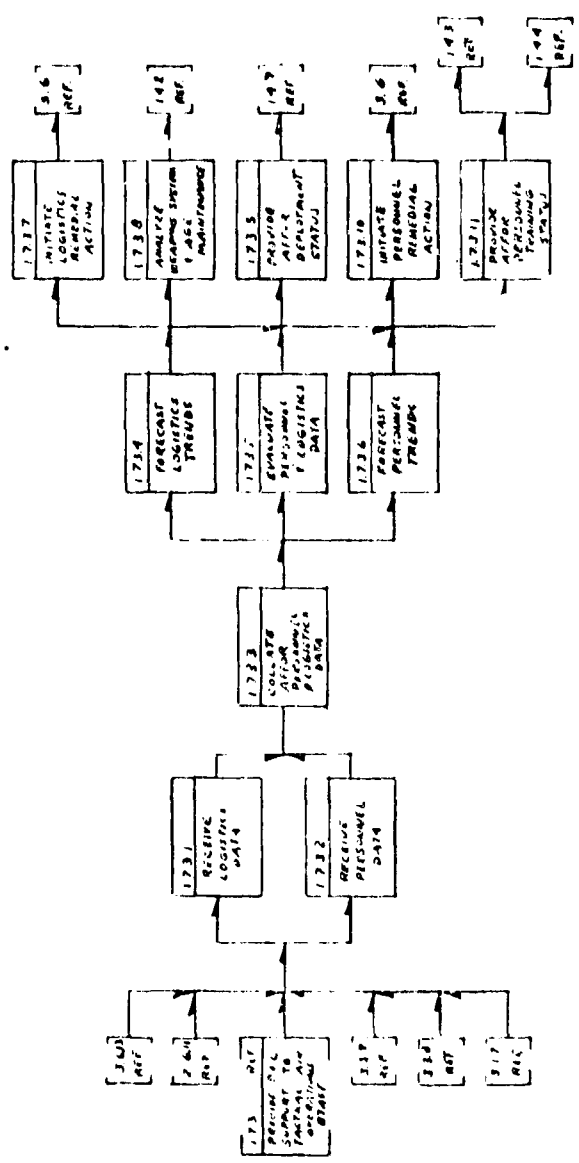 REF
REF
1.7.3 REF
SUPPORT TO
TACTICAL AIR
OPERATIONS
STAFF
REF
REF
3.1.7
REF
1.7.3.1
RECEIVE
LOGISTICS
DATA
1.7.3.2
RECEIVE
PERSONNEL
DATA
1.7.3.3
COLLATE
AFFOR
PERSONNEL
LOGISTICS
DATA
1.7.3.4
FORECAST
LOGISTICS
TRENDS
1.7.3.5
EVALUATE
PERSONNEL
& LOGISTICS
DATA
1.7.3.6
FORECAST
PERSONNEL
TRENDS
1.7.3.7
INITIATE
LOGISTICS
REMEDIAL
ACTION
1.7.3.8
ANALYZE
WEAPONS SYSTEM
& AGE
MAINTENANCE
PROVIDE
AFFOR
DEPLOYMENT
STATUS
1.7.3.10
INITIATE
PERSONNEL
REMEDIAL
ACTION
1.7.3.11
PROVIDE
AFFOR
PERSONNEL
TRAINING
STATUS
3.6
REF.
1.4.2
REF.
1.4.7
REF
3.6
REF.
1.4.3
REF
1.4.4
REF.